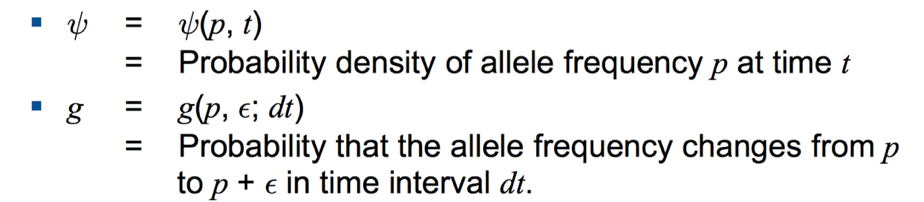 ▪ ψ = ψ(p, t)
= Probability density of allele frequency p at time t
▪ g = g(p, ϵ; dt)
= Probability that the allele frequency changes from p
to p + ϵ in time interval dt.